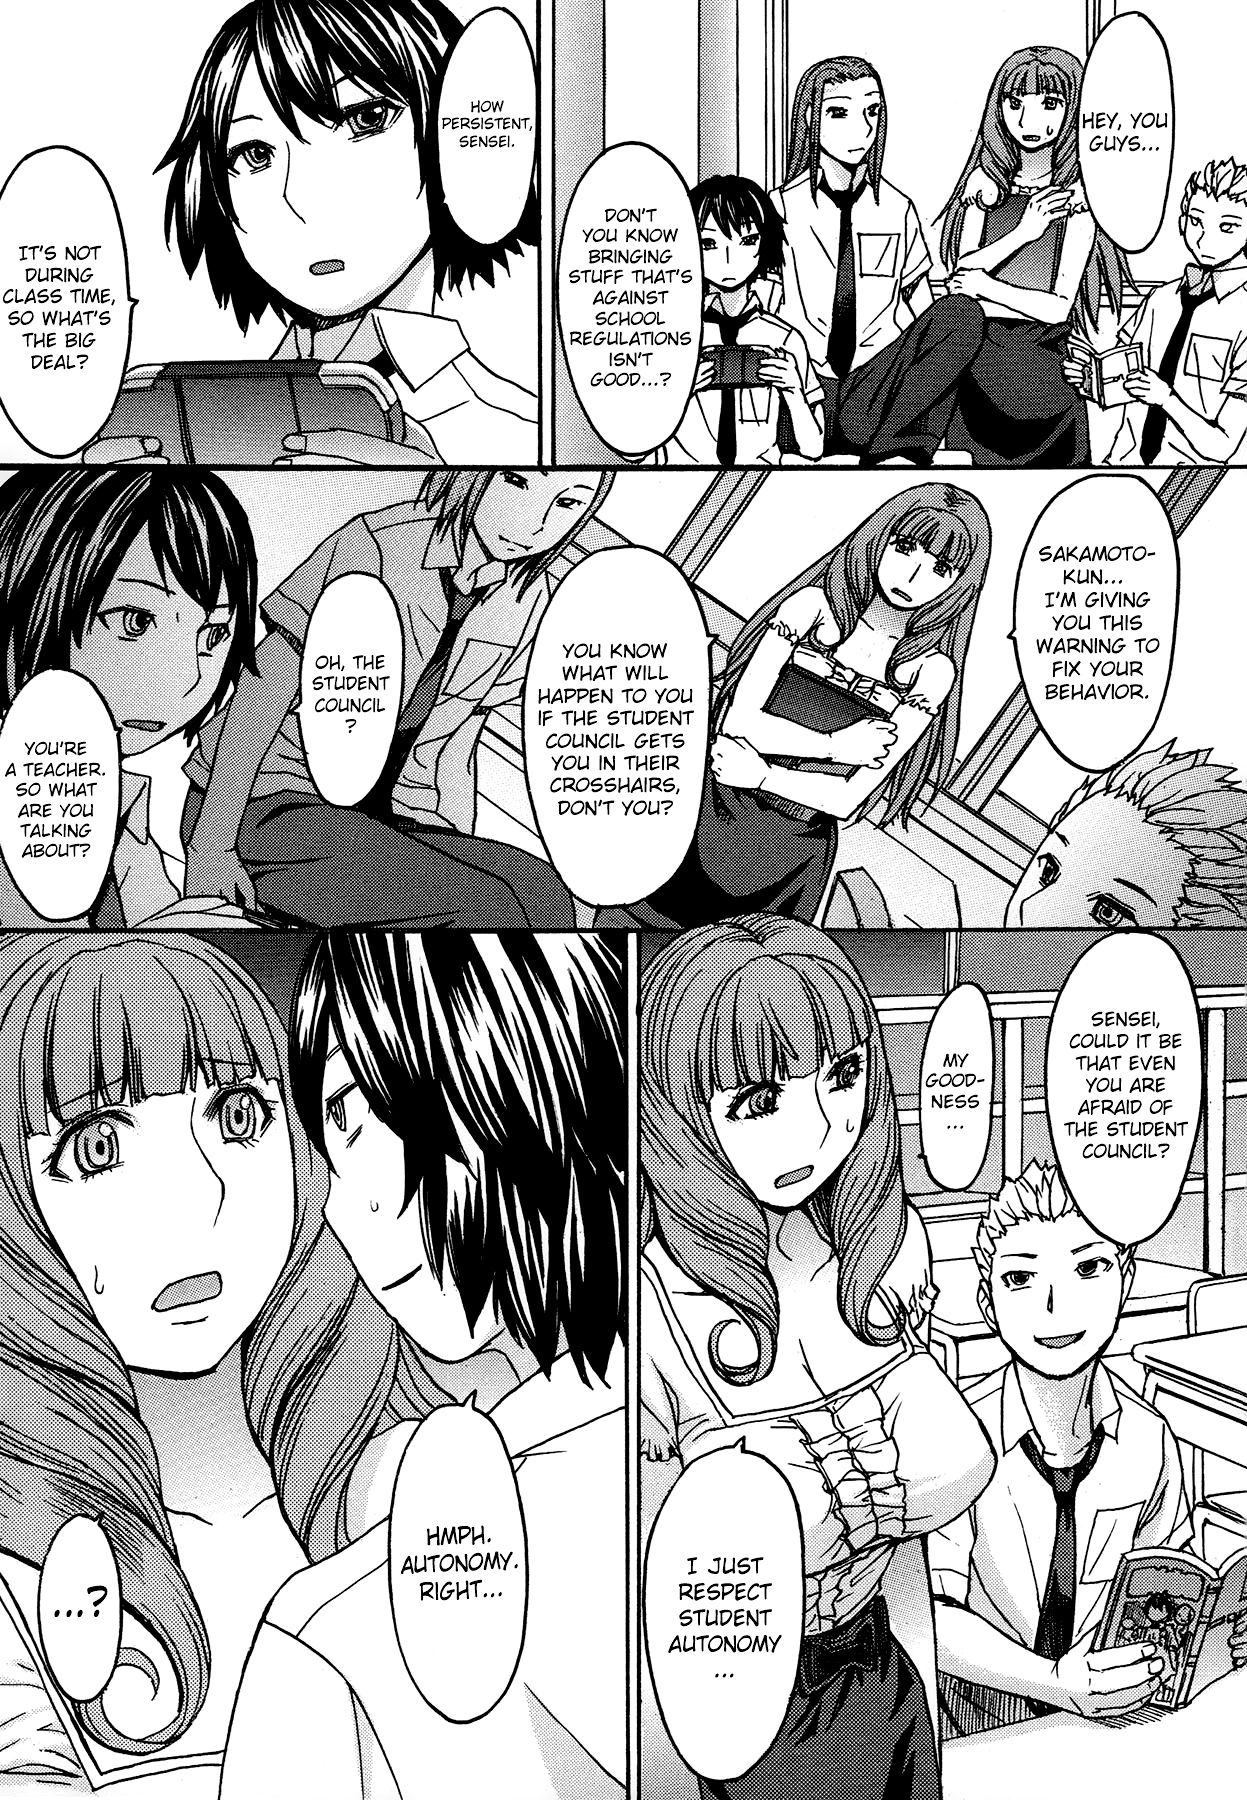 HEY, YOU
GUYS...
DON'T
YOU KNOW
BRINGING
STUFF THAT'S
AGAINST
SCHOOL
REGULATIONS
ISN'T
GOOD...?
HOW
PERSISTENT,
SENSEI.
IT'S NOT
DURING
CLASS TIME,
SO WHAT'S
THE BIG
DEAL?
SAKAMOTO-
KUN...
I'M GIVING
YOU THIS
WARNING TO
FIX YOUR
BEHAVIOR.
YOU KNOW
WHAT WILL
HAPPEN TO YOU
IF THE STUDENT
COUNCIL GETS
YOU IN THEIR
CROSSHAIRS,
DON'T YOU?
OH, THE
STUDENT
COUNCIL
?
YOU'RE
A TEACHER.
SO WHAT
ARE YOU
TALKING
ABOUT?
SENSEI,
COULD IT BE
THAT EVEN
YOU ARE
AFRAID OF
THE STUDENT
COUNCIL?
MY
GOOD-
NESS
...
I JUST
RESPECT
STUDENT
AUTONOMY
...
HMPH.
AUTONOMY.
RIGHT...
...?